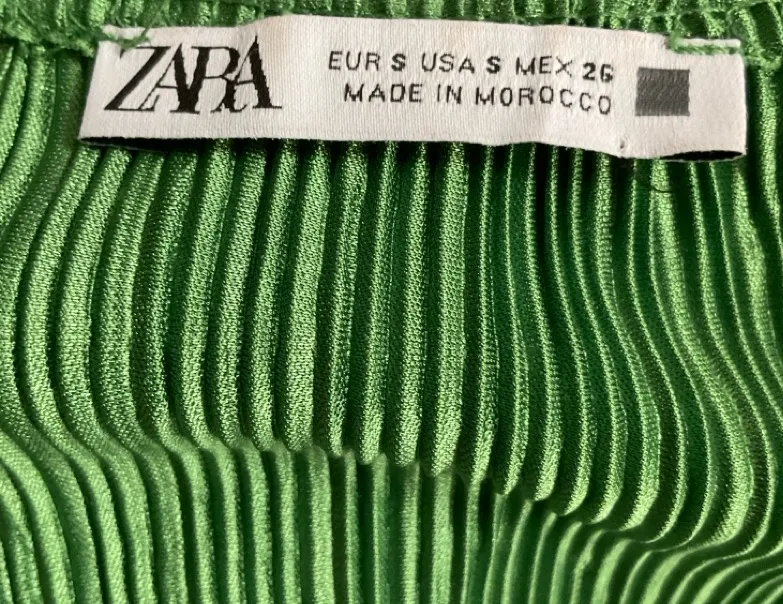 ZARA
EUR S USA S MEX 26
MADE IN MOROCCO